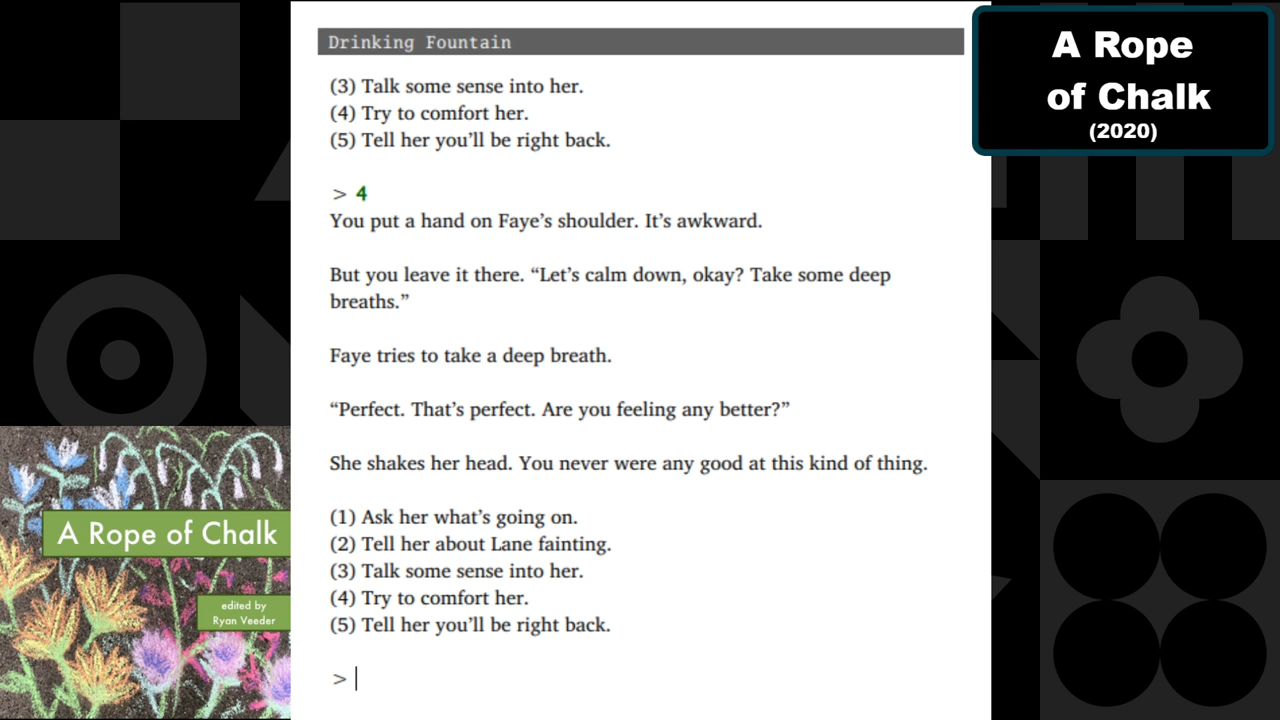 Drinking Fountain
(3) Talk some sense into her.
(4) Try to comfort her.
(5) Tell her you’ll be right back.
> 4
You put a hand on Faye’s shoulder. It’s awkward.
But you leave it there. “Let’s calm down, okay? Take some deep
breaths.”
Faye tries to take a deep breath.
“Perfect. That’s perfect. Are you feeling any better?”
She shakes her head. You never were any good at this kind of thing.
(1) Ask her what’s going on.
(2) Tell her about Lane fainting.
(3) Talk some sense into her.
(4) Try to comfort her.
(5) Tell her you’ll be right back.
>
A Rope
of Chalk
(2020)
A Rope of Chalk
edited by
Ryan Veeder